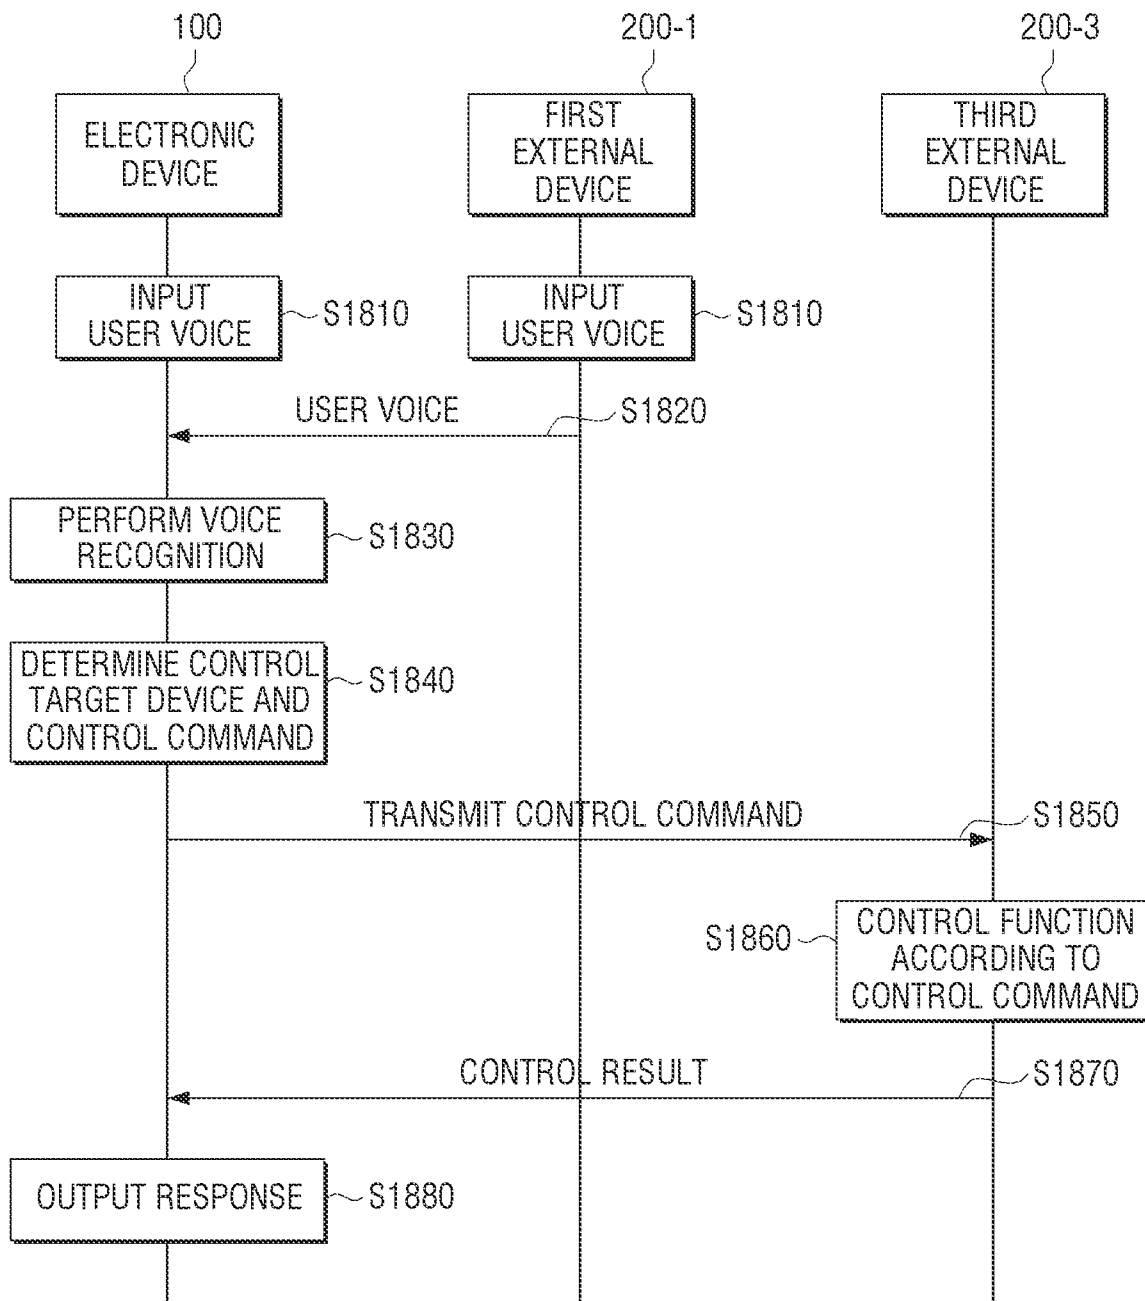 100
200-1
200-3
ELECTRONIC
DEVICE
FIRST
EXTERNAL
DEVICE
THIRD
EXTERNAL
DEVICE
INPUT
USER VOICE
S1810
INPUT
USER VOICE
S1810
USER VOICE
S1820
PERFORM VOICE
RECOGNITION
S1830
DETERMINE CONTROL
TARGET DEVICE AND
CONTROL COMMAND
S1840
TRANSMIT CONTROL COMMAND
S1850
S1860
CONTROL FUNCTION
ACCORDING TO
CONTROL COMMAND
CONTROL RESULT
S1870
OUTPUT RESPONSE
S1880